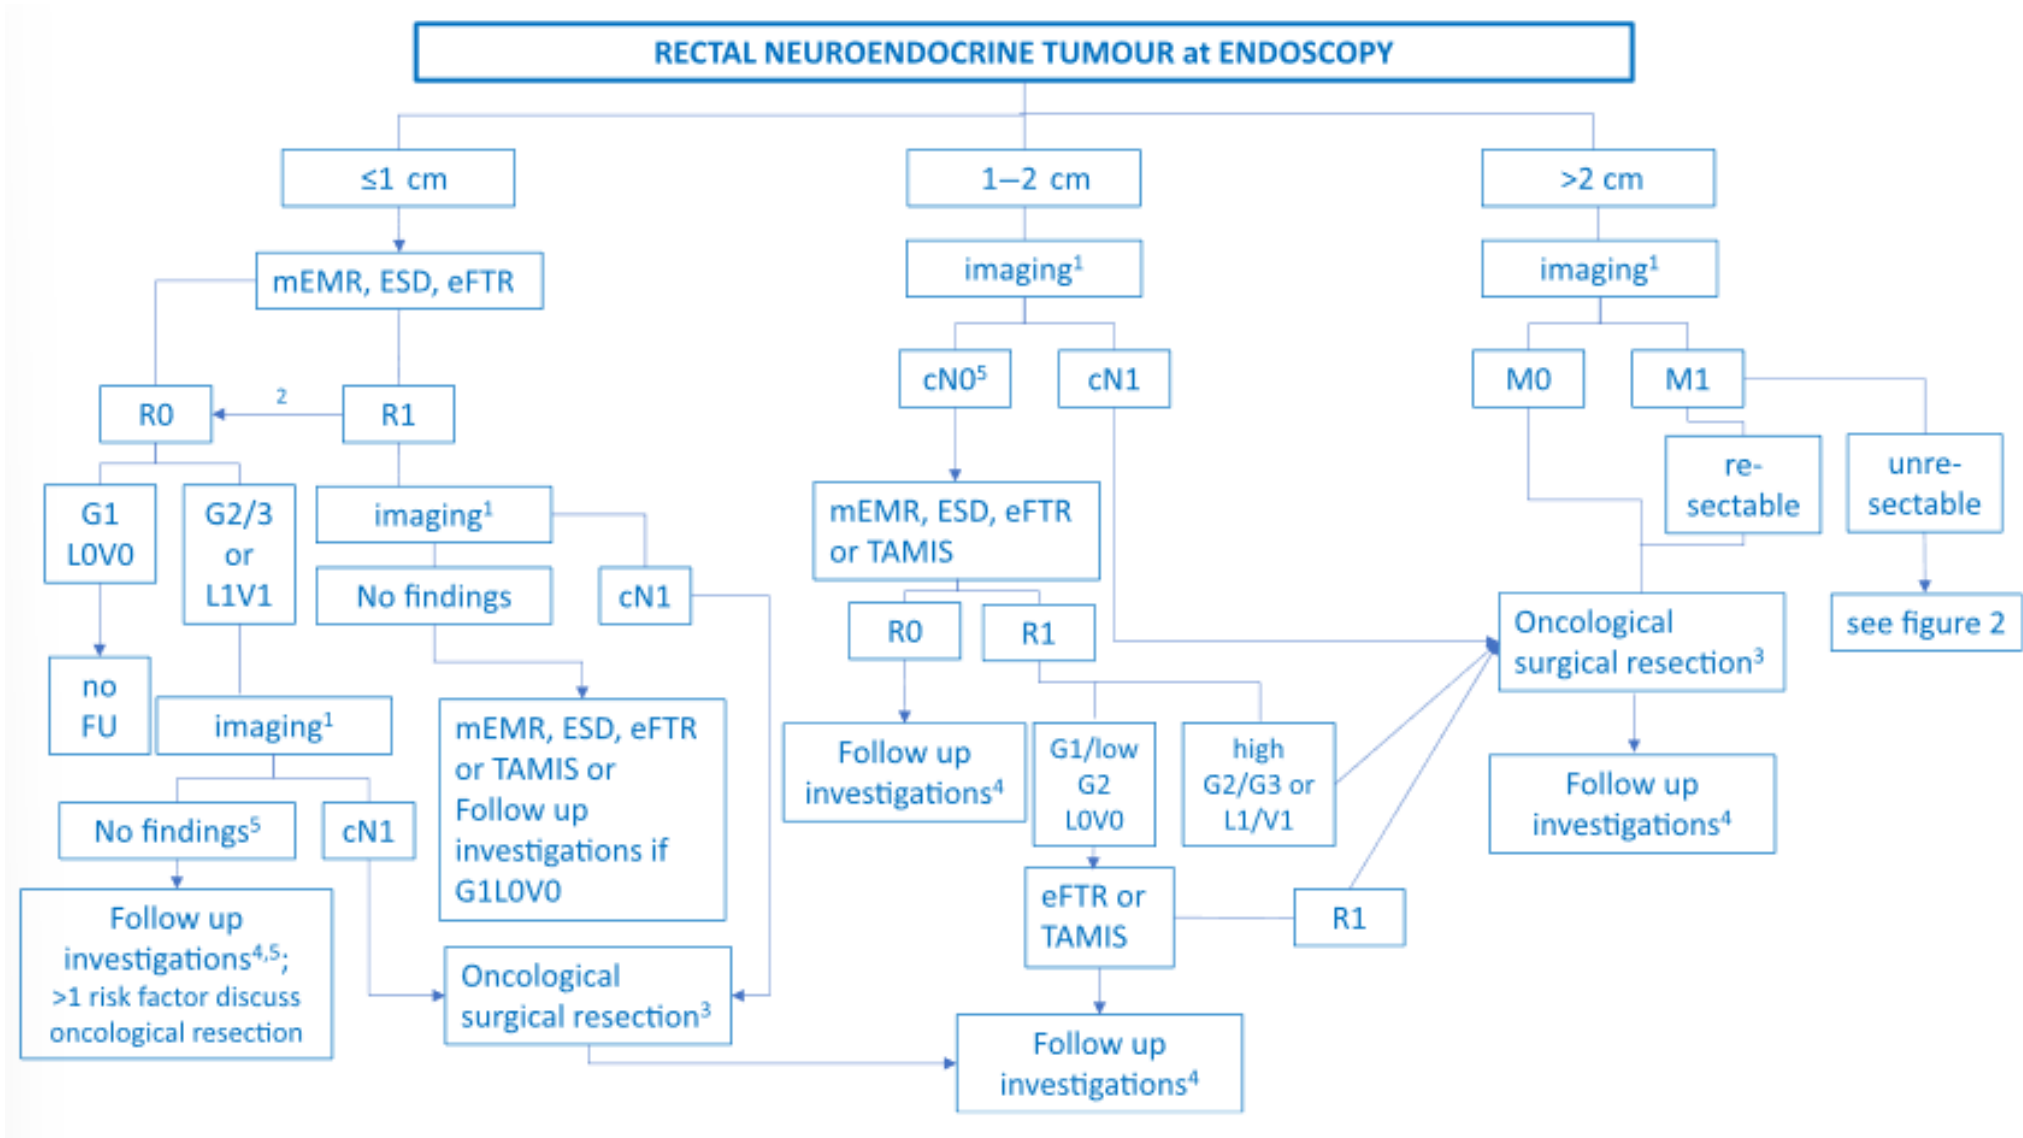 RECTAL NEUROENDOCRINE TUMOUR at ENDOSCOPY
≤1 cm
1–2 cm
>2 cm
mEMR, ESD, eFTR
imaging¹
imaging¹
R0
2
R1
cN0⁵
cN1
M0
M1
G1
L0V0
G2/3
or
L1V1
imaging¹
No findings
cN1
mEMR, ESD, eFTR
or TAMIS
re-
sectable
unre-
sectable
R0
R1
Oncological
surgical resection³
see figure 2
no
FU
imaging¹
mEMR, ESD, eFTR
or TAMIS or
Follow up
investigations if
G1L0V0
Follow up
investigations⁴
G1/low
G2
L0V0
high
G2/G3 or
L1/V1
Follow up
investigations⁴
No findings⁵
cN1
Follow up
investigations⁴,⁵;
>1 risk factor discuss
oncological resection
Oncological
surgical resection³
eFTR or
TAMIS
R1
Follow up
investigations⁴